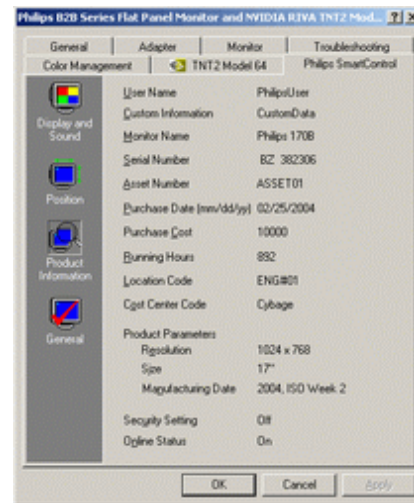 Philips B2B Series Flat Panel Monitor and NVIDIA RIVA TNT2 Mod...
General Adapter Monitor Troubleshooting
Color Management TNT2 Model 64 Philips SmartControl
Display and Sound
Position
Product Information
General
User Name PhilipsUser
Custom Information CustomData
Monitor Name Philips 170B
Serial Number BZ 382306
Asset Number ASSET01
Purchase Date (mm/dd/yy) 02/25/2004
Purchase Cost 10000
Running Hours 892
Location Code ENG#01
Cost Center Code Cybage
Product Parameters
Resolution 1024 x 768
Size 17"
Manufacturing Date 2004, ISO Week 2
Security Setting Off
Online Status On
OK Cancel Apply